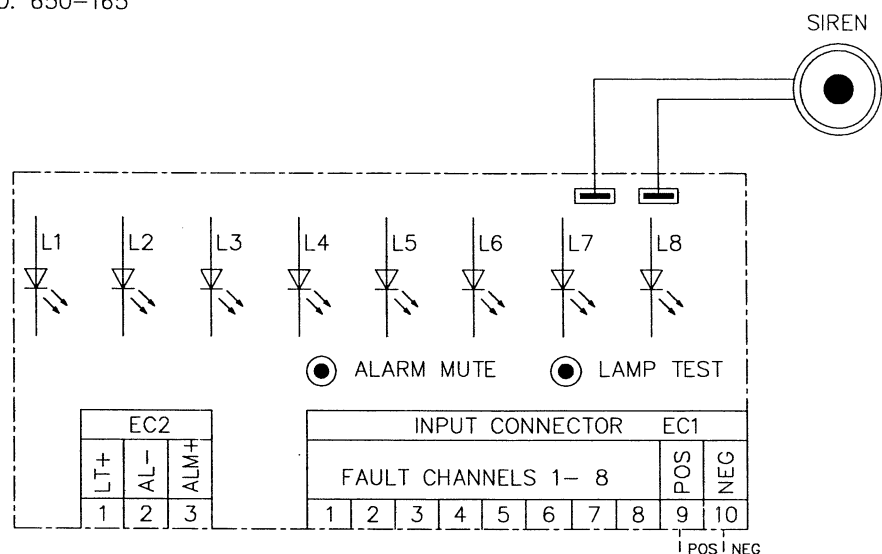 650-165
SIREN
L1 L2 L3 L4 L5 L6 L7 L8
ALARM MUTE LAMP TEST
EC2 INPUT CONNECTOR EC1
LT+ AL- ALM+ FAULT CHANNELS 1- 8 POS NEG
1 2 3 1 2 3 4 5 6 7 8 9 10
POS NEG